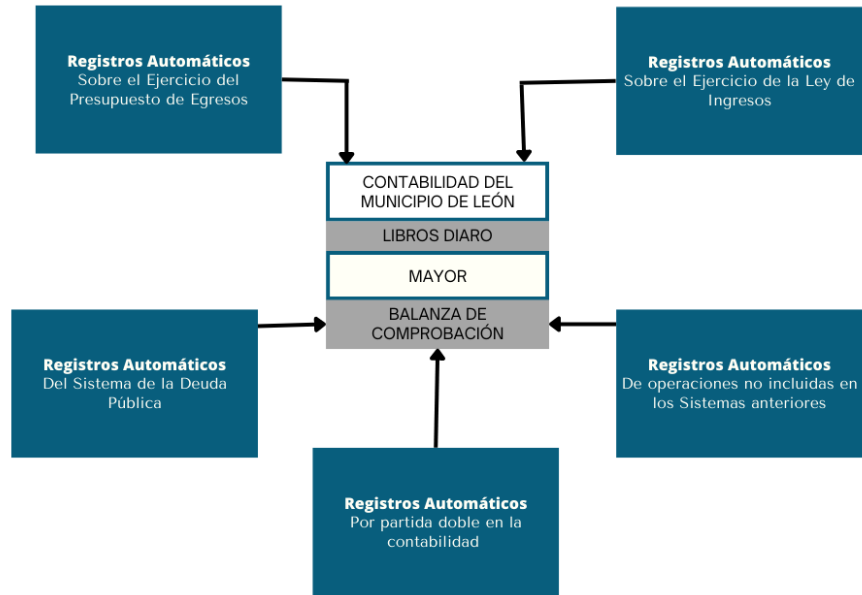 Registros Automáticos
Sobre el Ejercicio del
Presupuesto de Egresos
Registros Automáticos
Sobre el Ejercicio de la Ley de
Ingresos
CONTABILIDAD DEL
MUNICIPIO DE LEÓN
LIBROS DIARO
MAYOR
BALANZA DE
COMPROBACIÓN
Registros Automáticos
Del Sistema de la Deuda
Pública
Registros Automáticos
De operaciones no incluidas en
los Sistemas anteriores
Registros Automáticos
Por partida doble en la
contabilidad